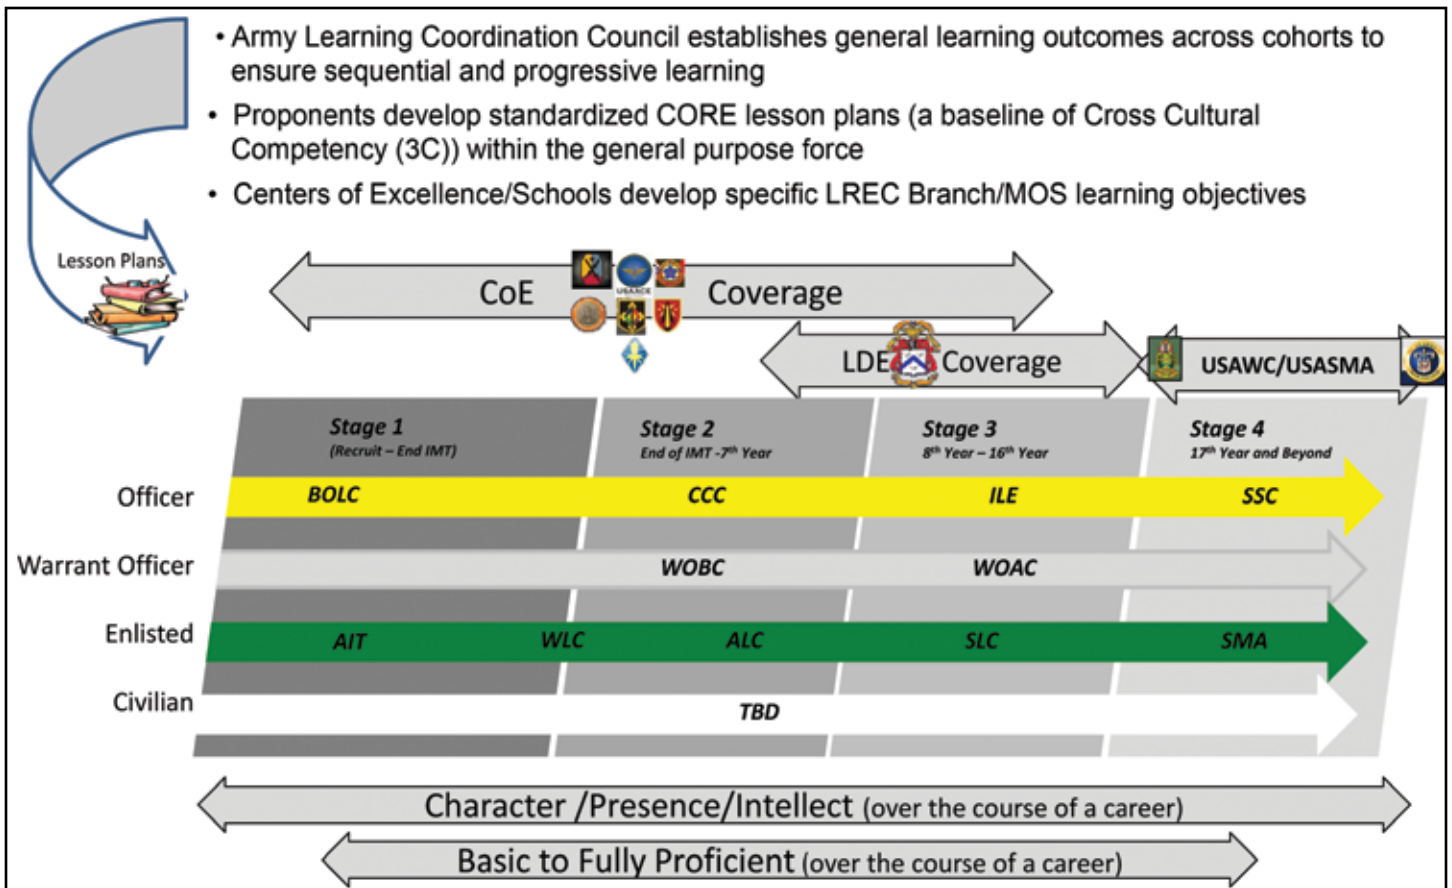 • Army Learning Coordination Council establishes general learning outcomes across cohorts to
ensure sequential and progressive learning
• Proponents develop standardized CORE lesson plans (a baseline of Cross Cultural
Competency (3C)) within the general purpose force
• Centers of Excellence/Schools develop specific LREC Branch/MOS learning objectives
Lesson Plans
CoE Coverage
USAACE
LDE Coverage
USAWC/USASMA
Stage 1
(Recruit – End IMT)
Stage 2
End of IMT -7th Year
Stage 3
8th Year – 16th Year
Stage 4
17th Year and Beyond
Officer BOLC CCC ILE SSC
Warrant Officer WOBC WOAC
Enlisted AIT WLC ALC SLC SMA
Civilian TBD
Character /Presence/Intellect (over the course of a career)
Basic to Fully Proficient (over the course of a career)